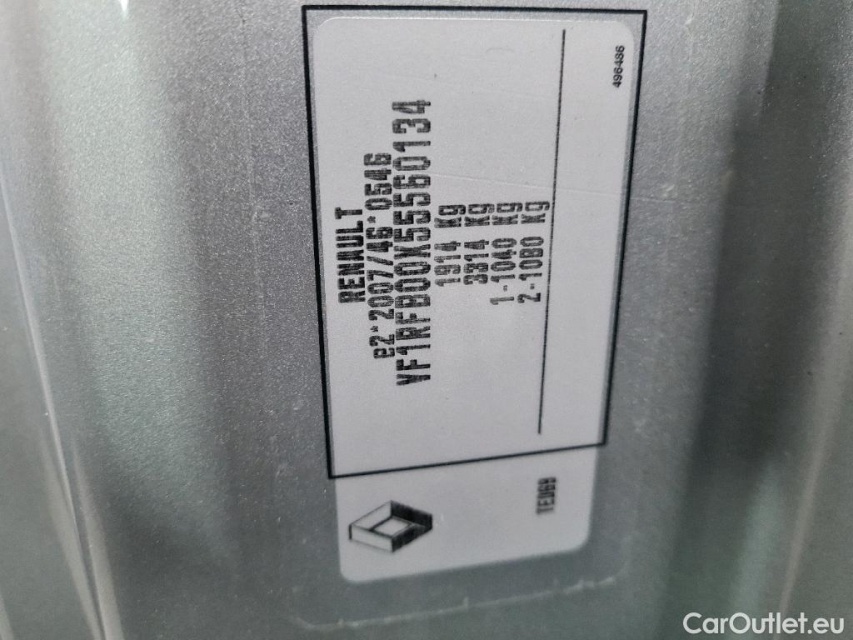 RENAULT
e2*2007/46*0546
VF1RFB00X55560134
1914 Kg
3314 Kg
1-1040 Kg
2-1080 Kg
496486
TED69
CarOutlet.eu